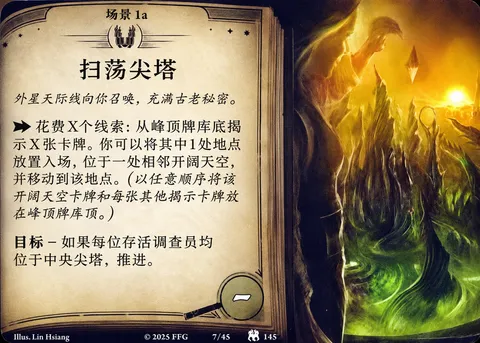 场景 1a
扫荡尖塔
外星天际线向你召唤，充满古老秘密。
花费X个线索：从峰顶牌库底揭
示X张卡牌。你可以将其中1处地点
放置入场，位于一处相邻开阔天空，
并移动到该地点。（以任意顺序将该
开阔天空卡牌和每张其他揭示卡牌放
在峰顶牌库顶。）
目标 – 如果每位存活调查员均
位于中央尖塔，推进。
–
Illus. Lin Hsiang © 2025 FFG 7/45 145